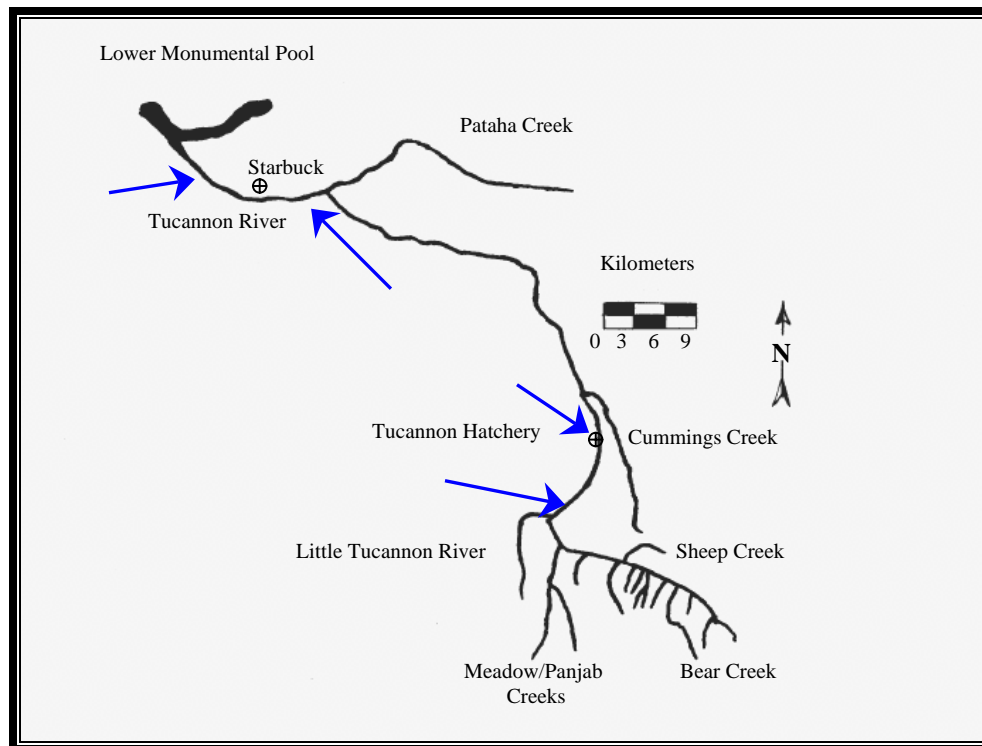 Lower Monumental Pool
Pataha Creek
Starbuck
Tucannon River
Kilometers
0 3 6 9
N
Tucannon Hatchery
Cummings Creek
Little Tucannon River
Sheep Creek
Meadow/Panjab
Creeks
Bear Creek